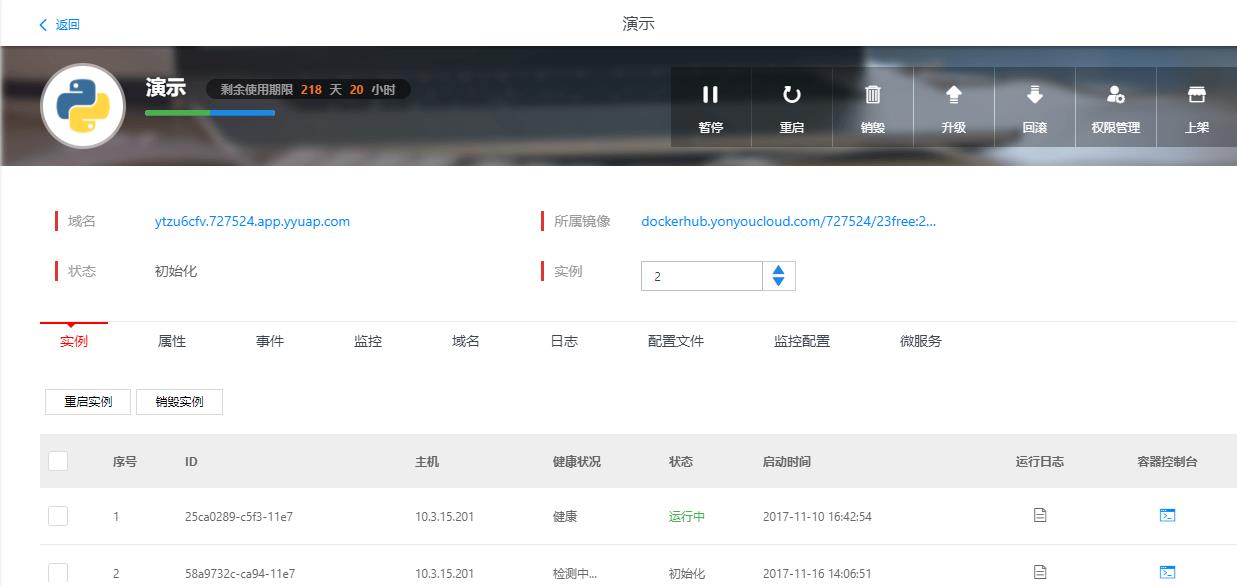 返回
演示
演示 剩余使用期限 218 天 20 小时
暂停 重启 销毁 升级 回滚 权限管理 上架
域名 ytzu6cfv.727524.app.yyuap.com 所属镜像 dockerhub.yonyoucloud.com/727524/23free:2...
状态 初始化 实例 2
实例 属性 事件 监控 域名 日志 配置文件 监控配置 微服务
重启实例 销毁实例
序号 ID 主机 健康状况 状态 启动时间 运行日志 容器控制台
1 25ca0289-c5f3-11e7 10.3.15.201 健康 运行中 2017-11-10 16:42:54
2 58a9732c-ca94-11e7 10.3.15.201 检测中... 初始化 2017-11-16 14:06:51